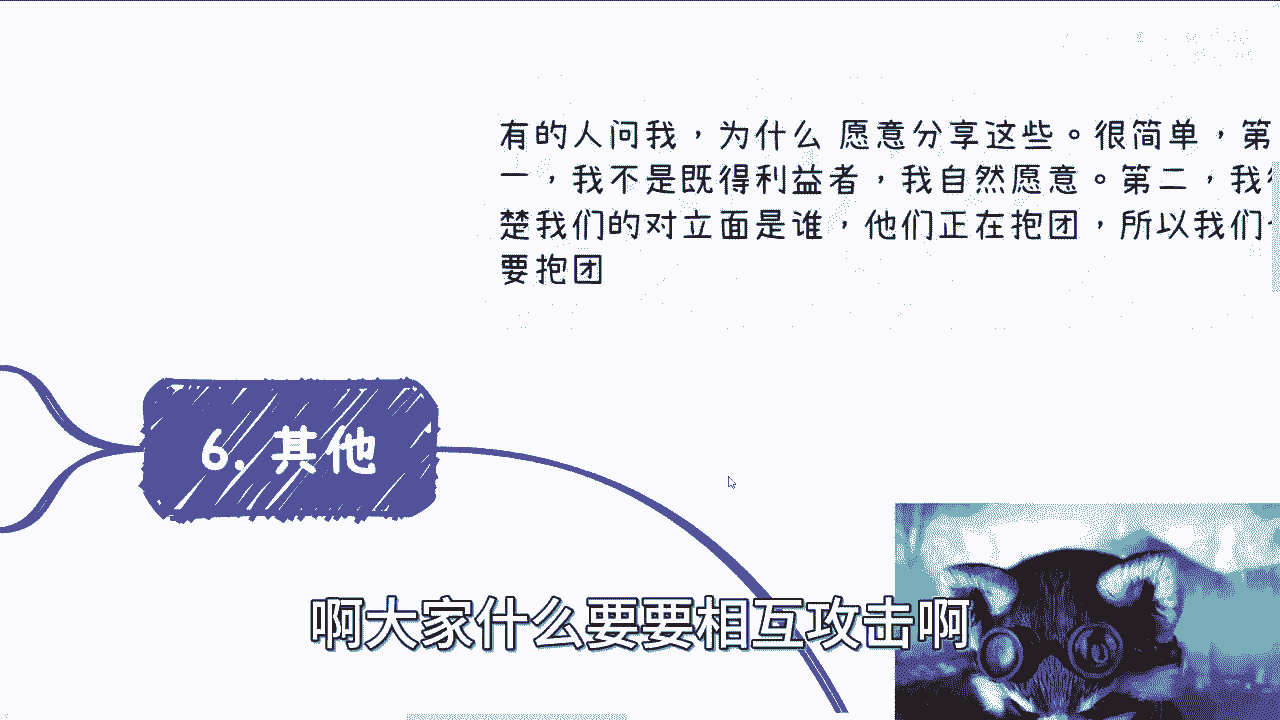 有的人问我，为什么 愿意分享这些。很简单，第
一，我不是既得利益者，我自然愿意。第二，我
楚我们的对立面是谁，他们正在抱团，所以我们
要抱团
6. 其他
啊大家什么要要相互攻击啊